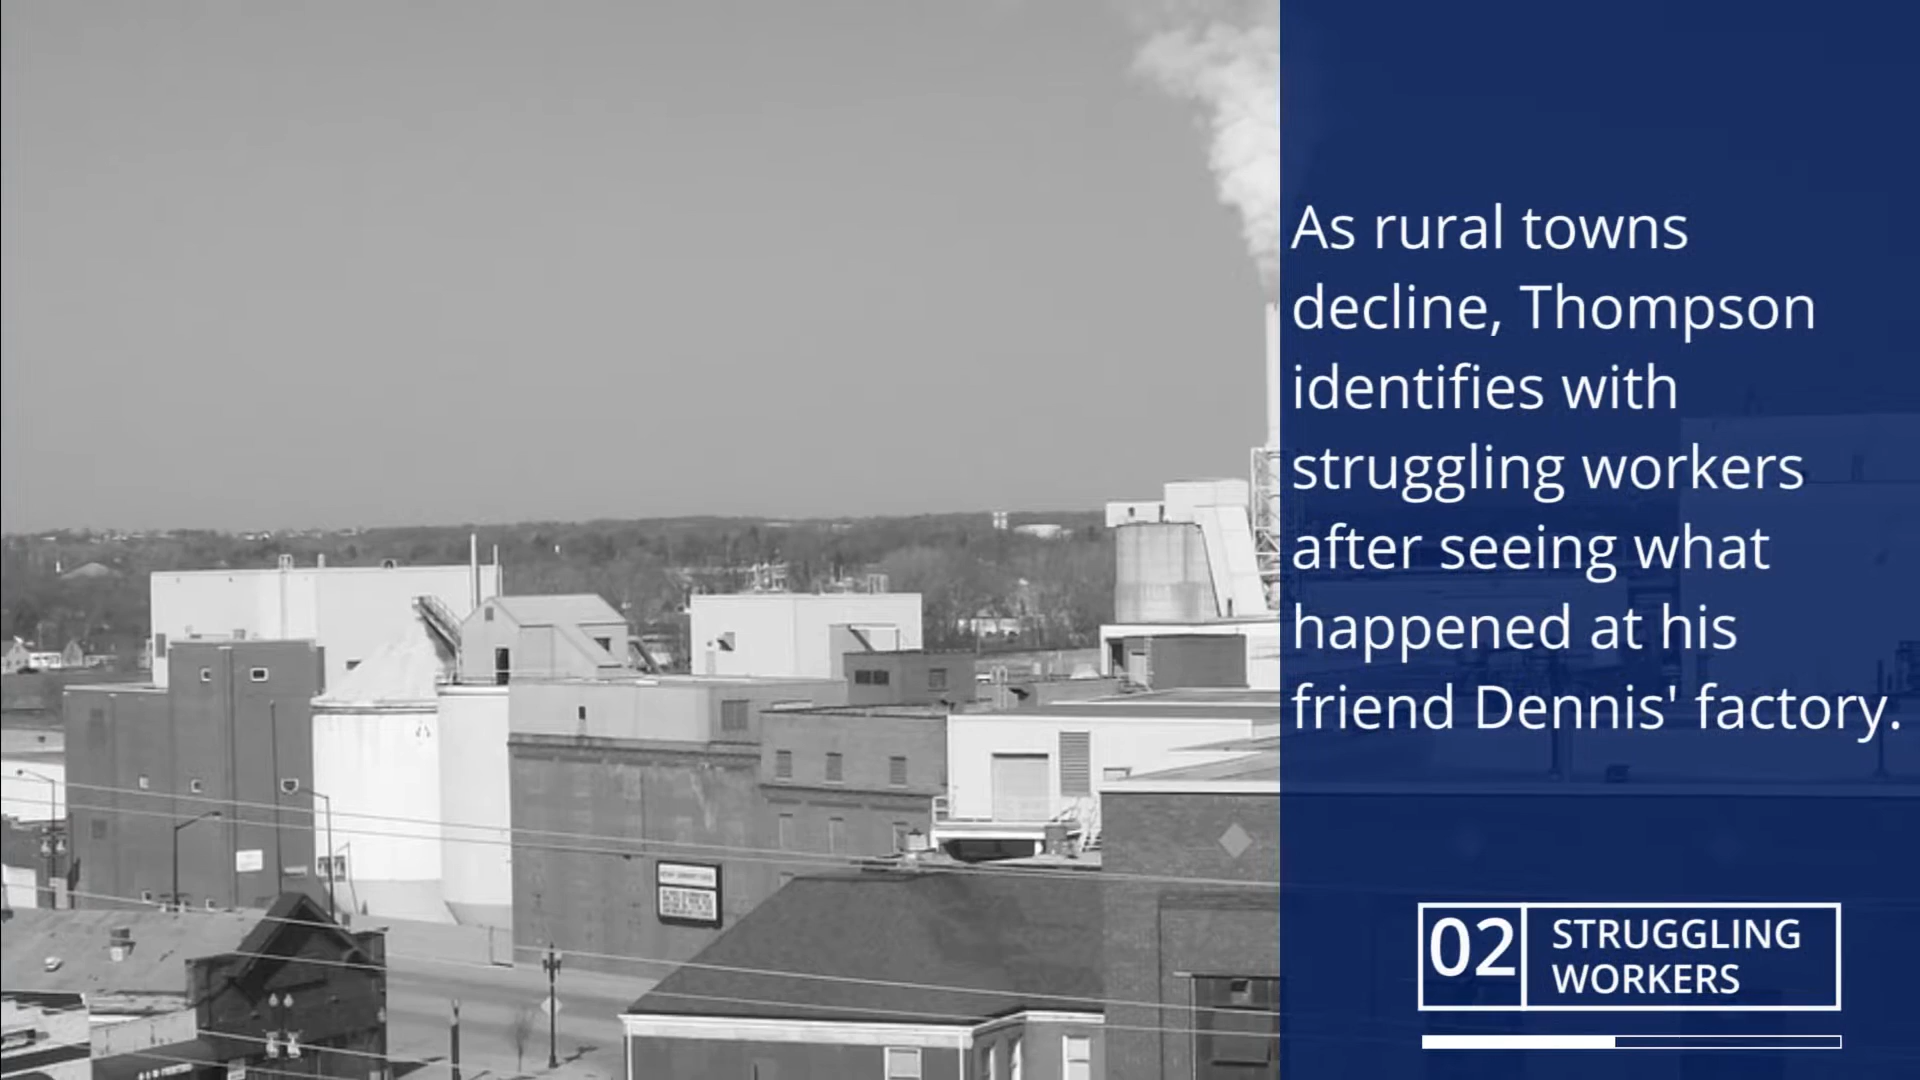 As rural towns
decline, Thompson
identifies with
struggling workers
after seeing what
happened at his
friend Dennis' factory.
02
STRUGGLING
WORKERS